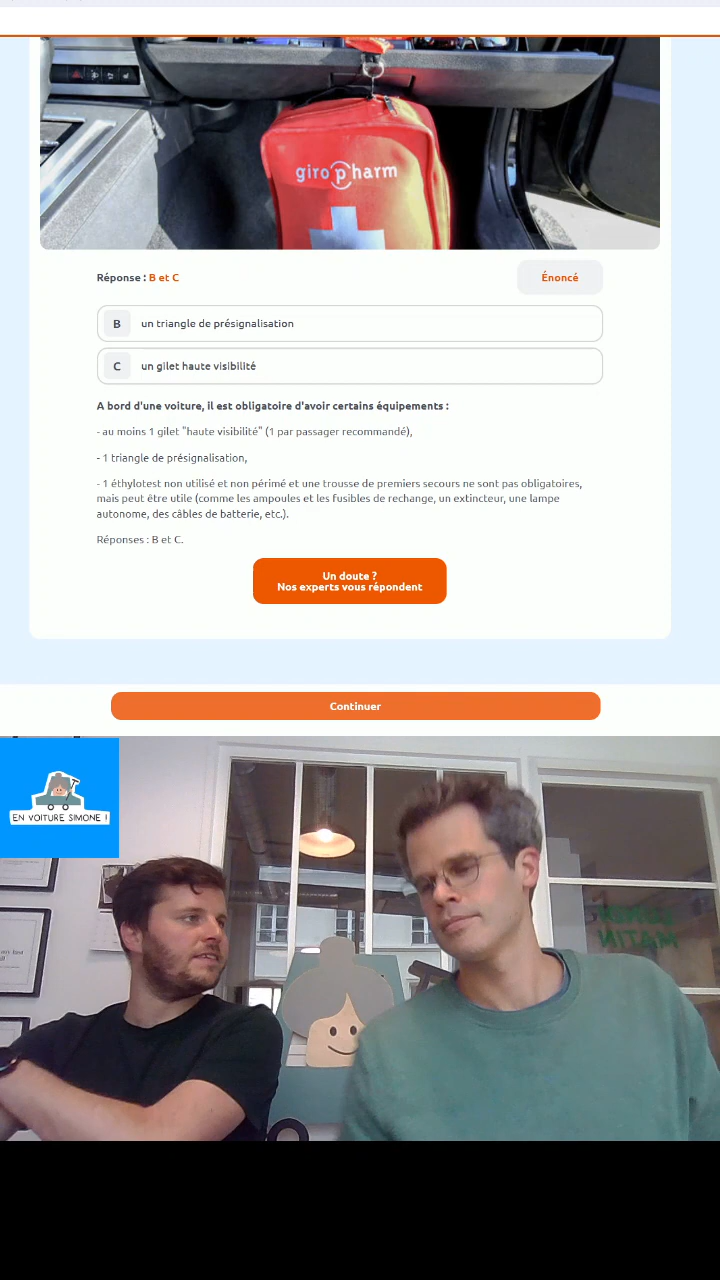 giropharm
Réponse : B et C
Énoncé
B un triangle de présignalisation
C un gilet haute visibilité
A bord d'une voiture, il est obligatoire d'avoir certains équipements :
- au moins 1 gilet "haute visibilité" (1 par passager recommandé),
- 1 triangle de présignalisation,
- 1 éthylotest non utilisé et non périmé et une trousse de premiers secours ne sont pas obligatoires,
mais peut être utile (comme les ampoules et les fusibles de rechange, un extincteur, une lampe
autonome, des câbles de batterie, etc.).
Réponses : B et C.
Un doute ?
Nos experts vous répondent
Continuer
EN VOITURE SIMONE !
MATIN